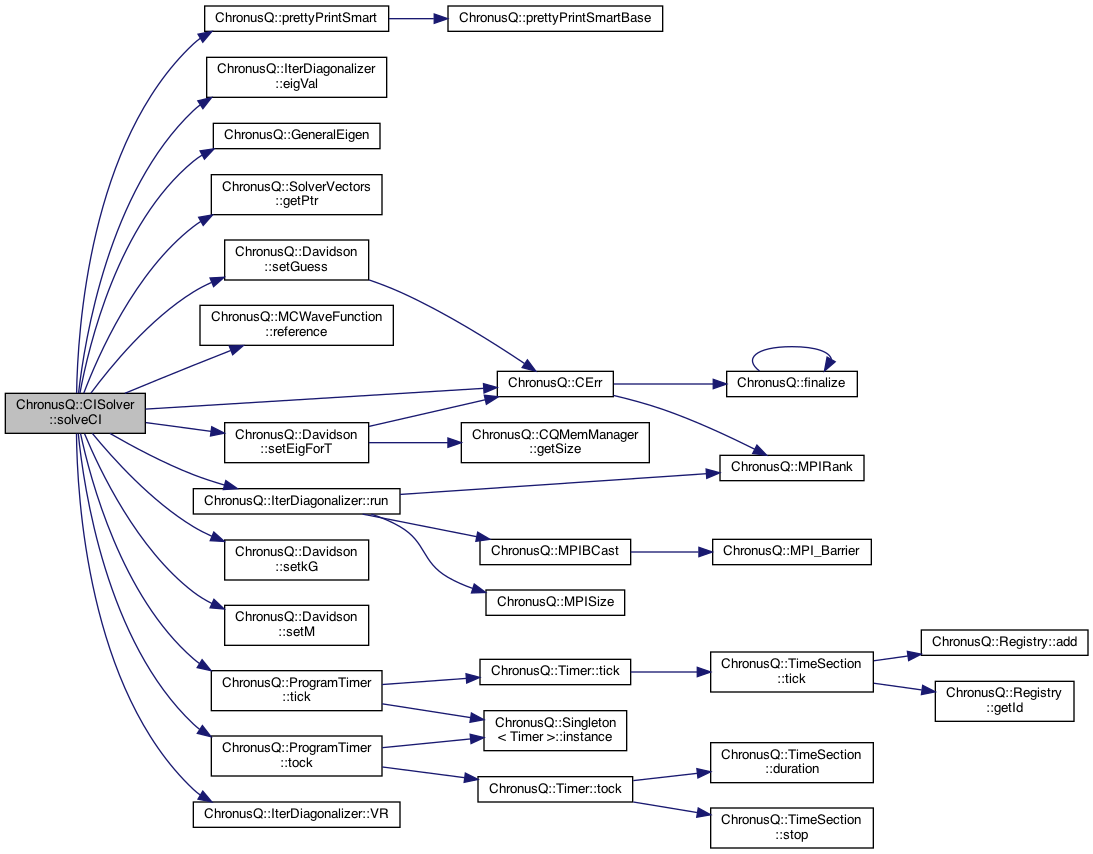 ChronusQ::prettyPrintSmart
ChronusQ::prettyPrintSmartBase
ChronusQ::IterDiagonalizer
::eigVal
ChronusQ::GeneralEigen
ChronusQ::SolverVectors
::getPtr
ChronusQ::Davidson
::setGuess
ChronusQ::MCWaveFunction
::reference
ChronusQ::CErr
ChronusQ::finalize
ChronusQ::CISolver
::solveCI
ChronusQ::Davidson
::setEigForT
ChronusQ::CQMemManager
::getSize
ChronusQ::MPIRank
ChronusQ::IterDiagonalizer::run
ChronusQ::Davidson
::setkG
ChronusQ::MPIBCast
ChronusQ::MPI_Barrier
ChronusQ::MPISize
ChronusQ::Davidson
::setM
ChronusQ::ProgramTimer
::tick
ChronusQ::Timer::tick
ChronusQ::TimeSection
::tick
ChronusQ::Registry::add
ChronusQ::Registry
::getId
ChronusQ::Singleton
< Timer >::instance
ChronusQ::ProgramTimer
::tock
ChronusQ::Timer::tock
ChronusQ::TimeSection
::duration
ChronusQ::IterDiagonalizer::VR
ChronusQ::TimeSection
::stop